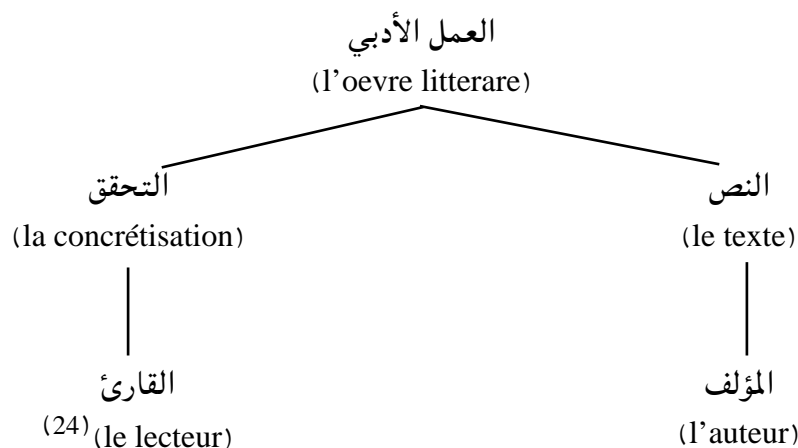 العمل الأدبي
(l'oevre litterare)
النص
(le texte)
التحقق
(la concrétisation)
المؤلف
(l'auteur)
القارئ
(le lecteur) (24)